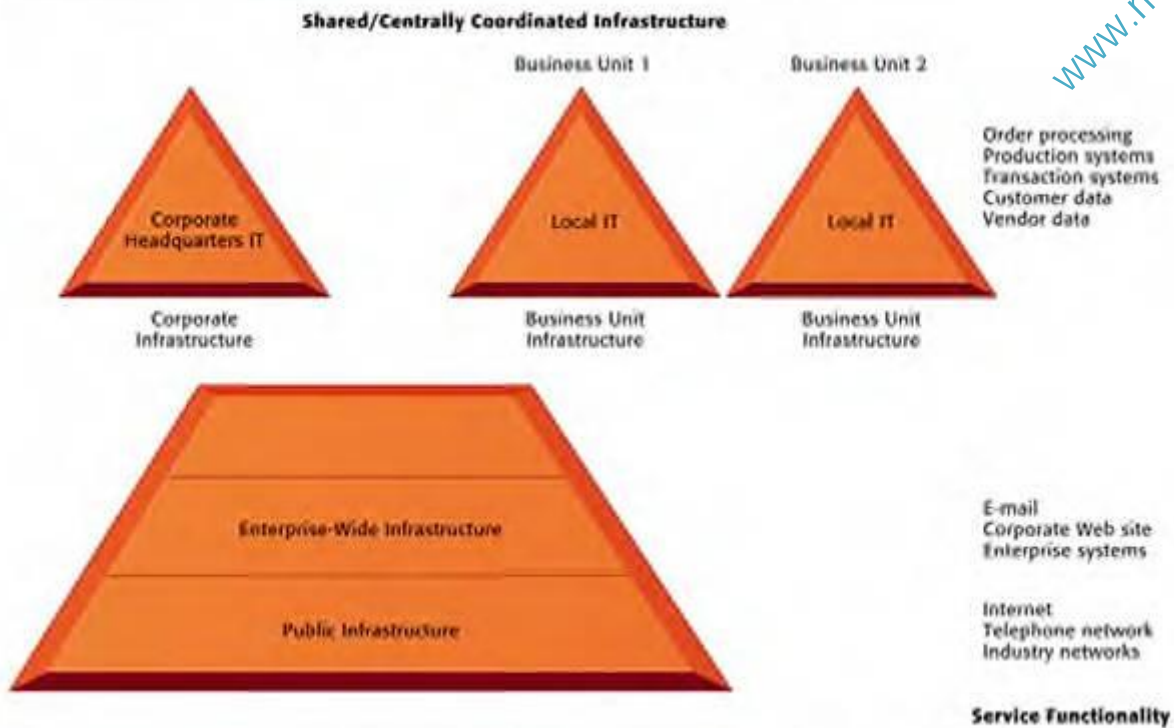 Shared/Centrally Coordinated Infrastructure
www.
Business Unit 1
Business Unit 2
Order processing
Production systems
Transaction systems
Customer data
Vendor data
Corporate
Headquarters IT
Local IT
Local IT
Corporate
Infrastructure
Business Unit
Infrastructure
Business Unit
Infrastructure
Enterprise-Wide Infrastructure
E-mail
Corporate Web site
Enterprise systems
Public Infrastructure
Internet
Telephone network
Industry networks
Service Functionality